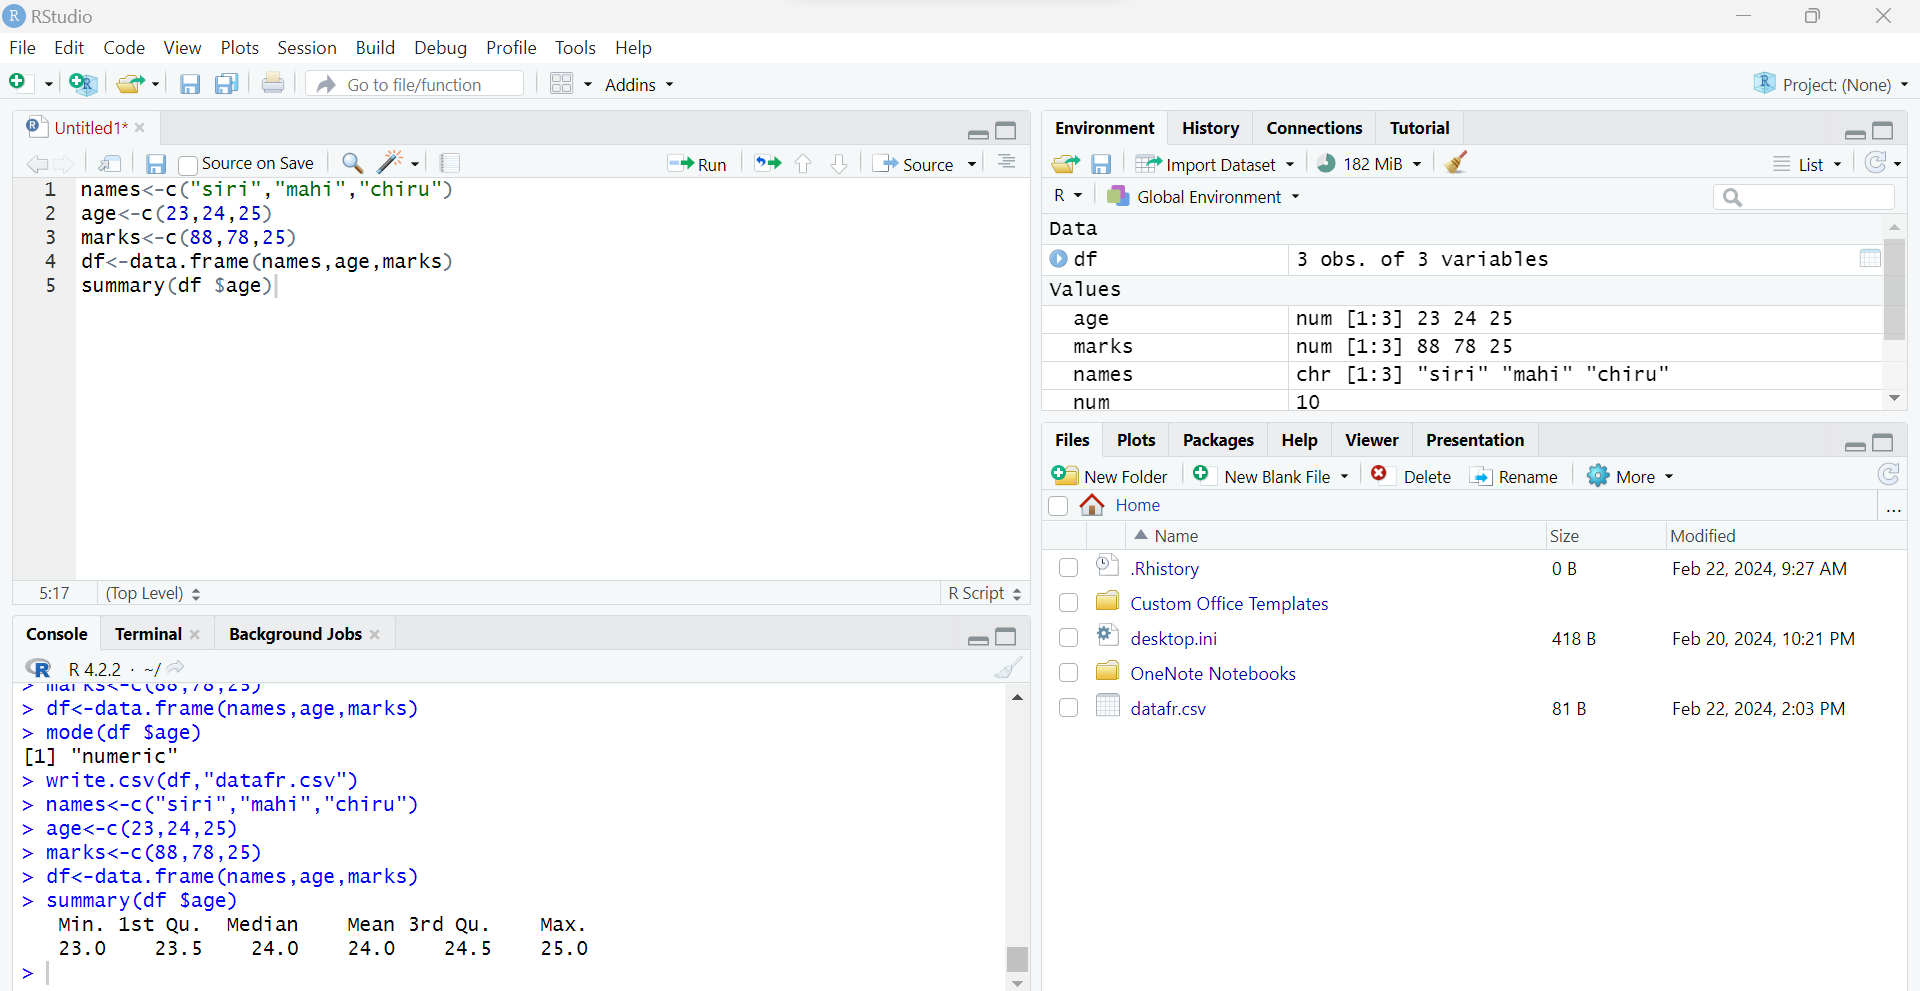 RStudio
File Edit Code View Plots Session Build Debug Profile Tools Help
Go to file/function Addins Project: (None)
Untitled1*
Source on Save Run Source
1 names<-c("siri","mahi","chiru")
2 age<-c(23,24,25)
3 marks<-c(88,78,25)
4 df<-data.frame(names,age,marks)
5 summary(df $age)
5:17 (Top Level) R Script
Console Terminal Background Jobs
R 4.2.2 · ~/
> marks<-c(88,78,25)
> df<-data.frame(names,age,marks)
> mode(df $age)
[1] "numeric"
> write.csv(df,"datafr.csv")
> names<-c("siri","mahi","chiru")
> age<-c(23,24,25)
> marks<-c(88,78,25)
> df<-data.frame(names,age,marks)
> summary(df $age)
Min. 1st Qu. Median Mean 3rd Qu. Max.
23.0 23.5 24.0 24.0 24.5 25.0
>
Environment History Connections Tutorial
Import Dataset 182 MiB List
R Global Environment
Data
df 3 obs. of 3 variables
Values
age num [1:3] 23 24 25
marks num [1:3] 88 78 25
names chr [1:3] "siri" "mahi" "chiru"
num 10
Files Plots Packages Help Viewer Presentation
New Folder New Blank File Delete Rename More
Home ...
Name Size Modified
.Rhistory 0 B Feb 22, 2024, 9:27 AM
Custom Office Templates
desktop.ini 418 B Feb 20, 2024, 10:21 PM
OneNote Notebooks
datafr.csv 81 B Feb 22, 2024, 2:03 PM